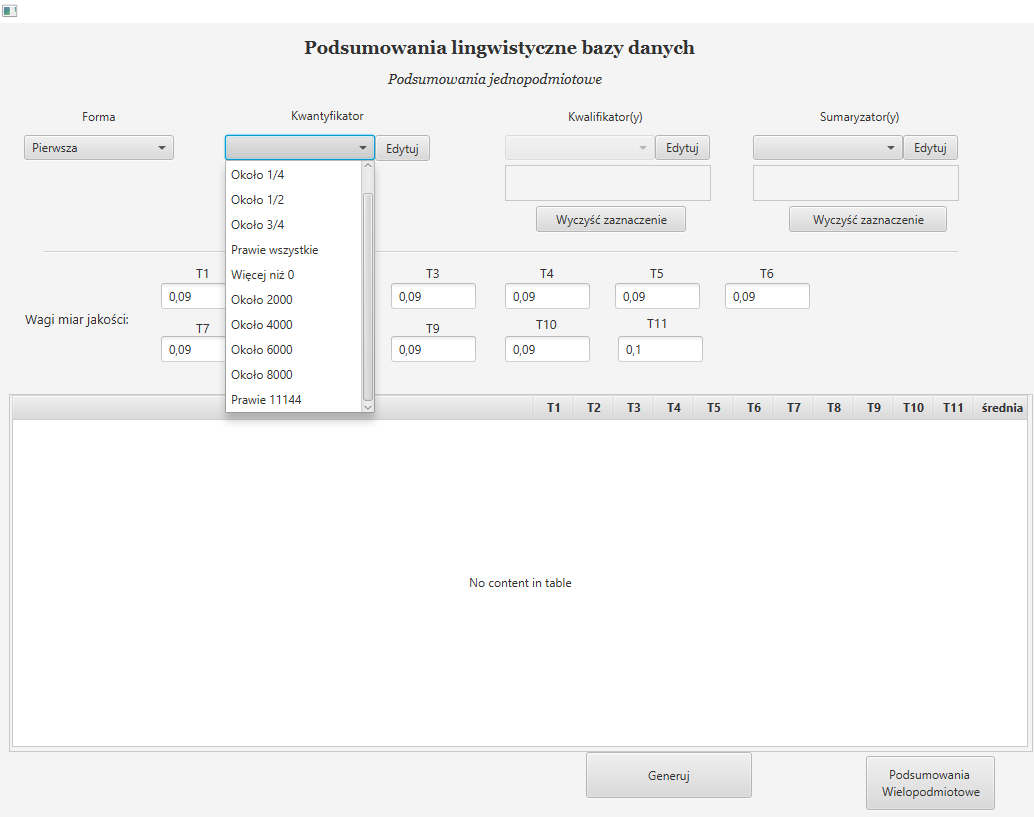 Podsumowania lingwistyczne bazy danych
Podsumowania jednopodmiotowe
Forma
Kwantyfikator
Kwalifikator(y)
Sumaryzator(y)
Pierwsza
Edytuj
Edytuj
Edytuj
Około 1/4
Około 1/2
Około 3/4
Prawie wszystkie
Więcej niż 0
Około 2000
Około 4000
Około 6000
Około 8000
Prawie 11144
Wyczyść zaznaczenie
Wyczyść zaznaczenie
Wagi miar jakości:
T1
T3
T4
T5
T6
0,09
0,09
0,09
0,09
0,09
T7
T9
T10
T11
0,09
0,09
0,09
0,1
T1 T2 T3 T4 T5 T6 T7 T8 T9 T10 T11 średnia
No content in table
Generuj
Podsumowania
Wielopodmiotowe